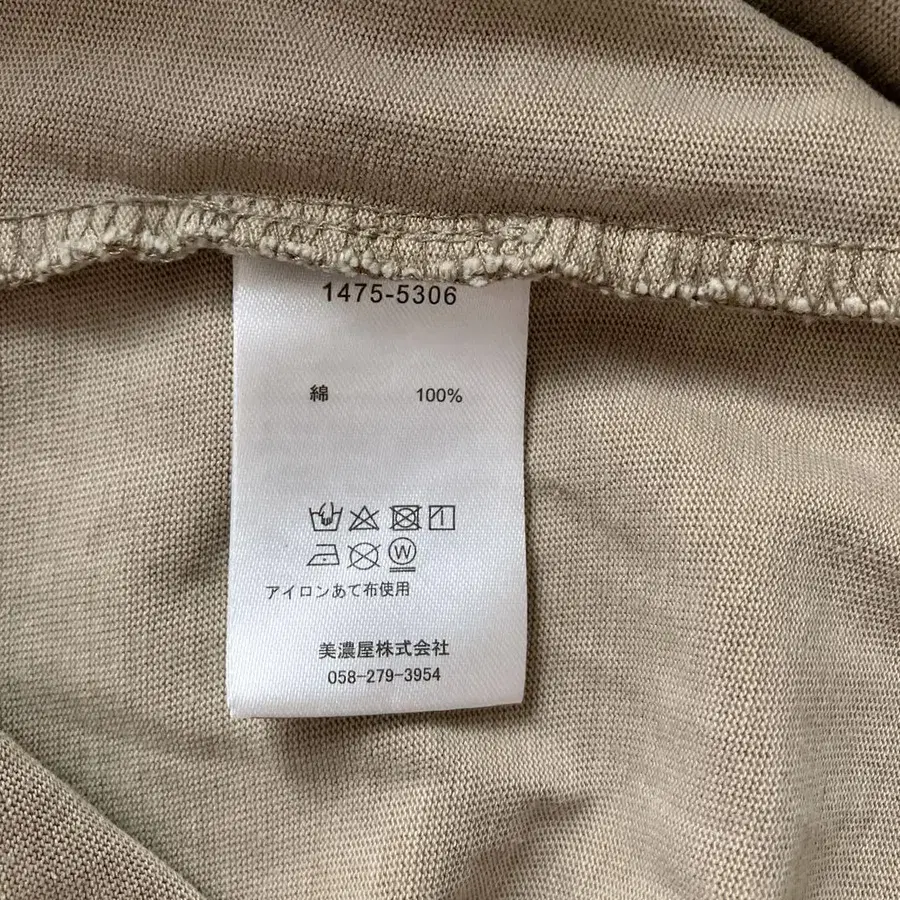 1475-5306
綿 100%
W
アイロンあて布使用
美濃屋株式会社
058-279-3954